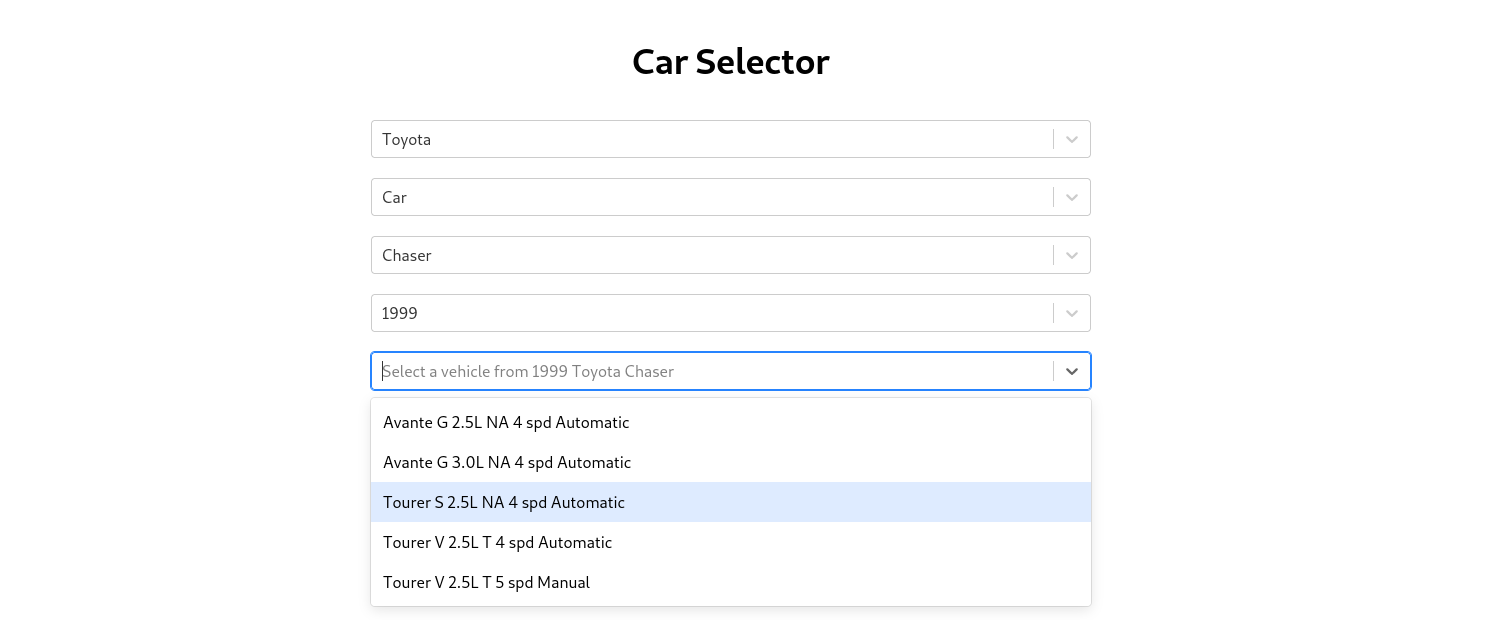 Car Selector
Toyota
Car
Chaser
1999
Select a vehicle from 1999 Toyota Chaser
Avante G 2.5L NA 4 spd Automatic
Avante G 3.0L NA 4 spd Automatic
Tourer S 2.5L NA 4 spd Automatic
Tourer V 2.5L T 4 spd Automatic
Tourer V 2.5L T 5 spd Manual